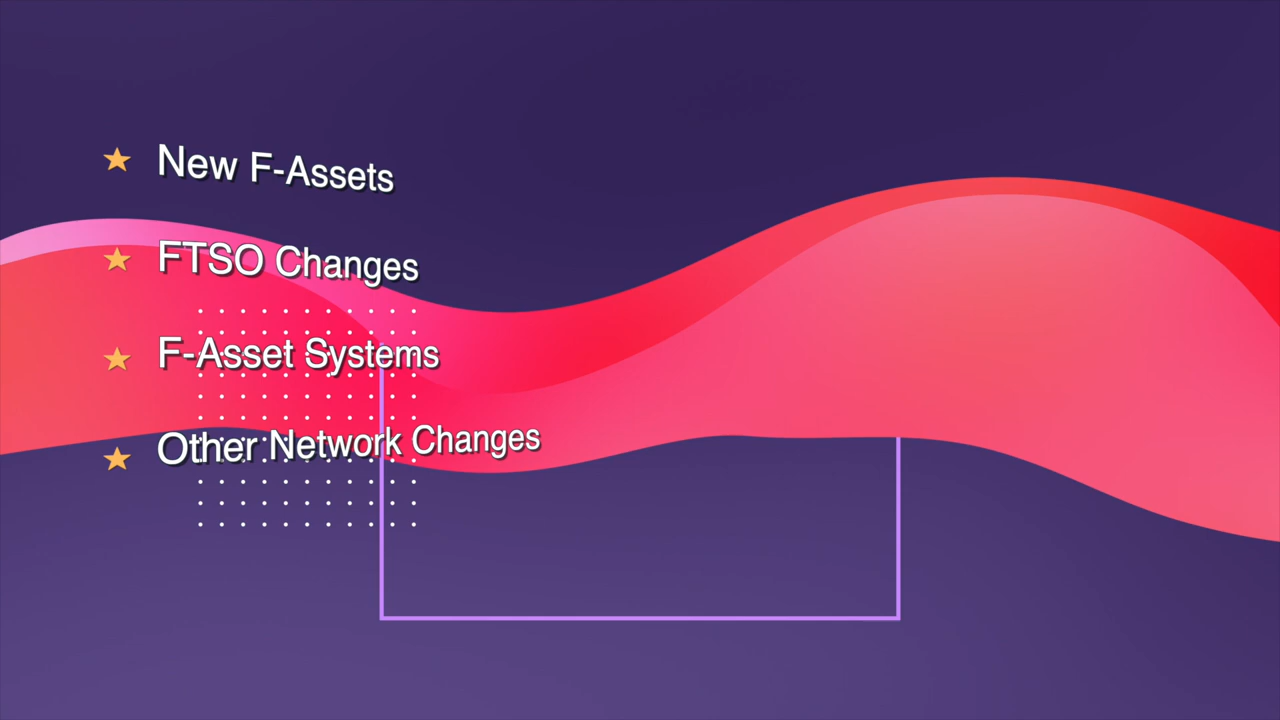 New F-Assets
FTSO Changes
F-Asset Systems
Other Network Changes